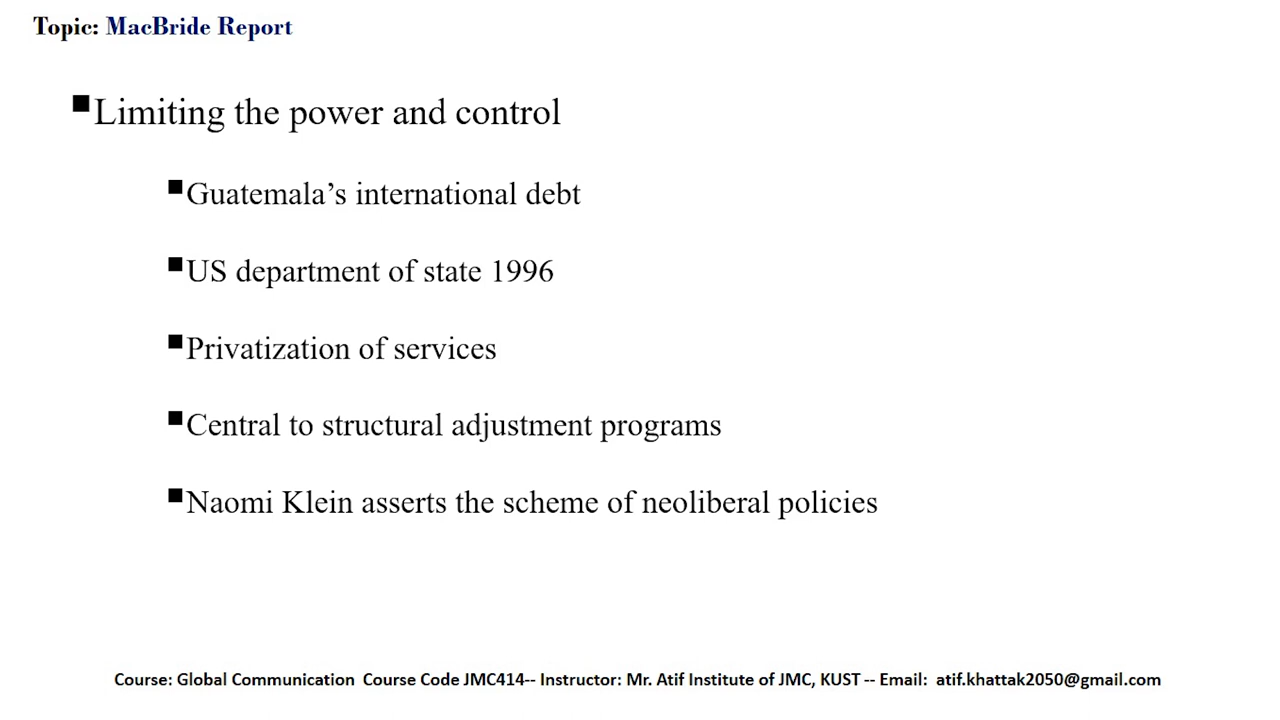 Topic: MacBride Report
Limiting the power and control
Guatemala’s international debt
US department of state 1996
Privatization of services
Central to structural adjustment programs
Naomi Klein asserts the scheme of neoliberal policies
Course: Global Communication Course Code JMC414-- Instructor: Mr. Atif Institute of JMC, KUST -- Email: atif.khattak2050@gmail.com